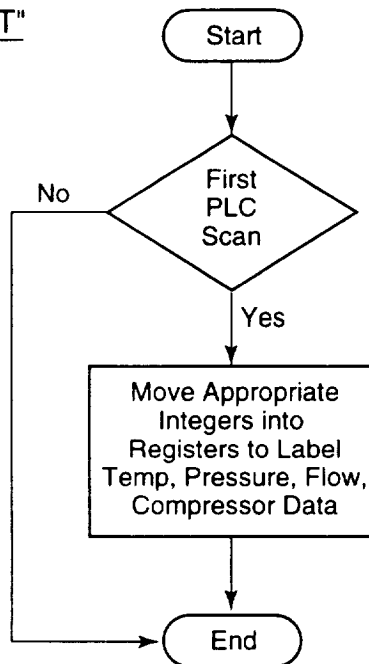 T"
Start
First
PLC
Scan
No
Yes
Move Appropriate
Integers into
Registers to Label
Temp, Pressure, Flow,
Compressor Data
End